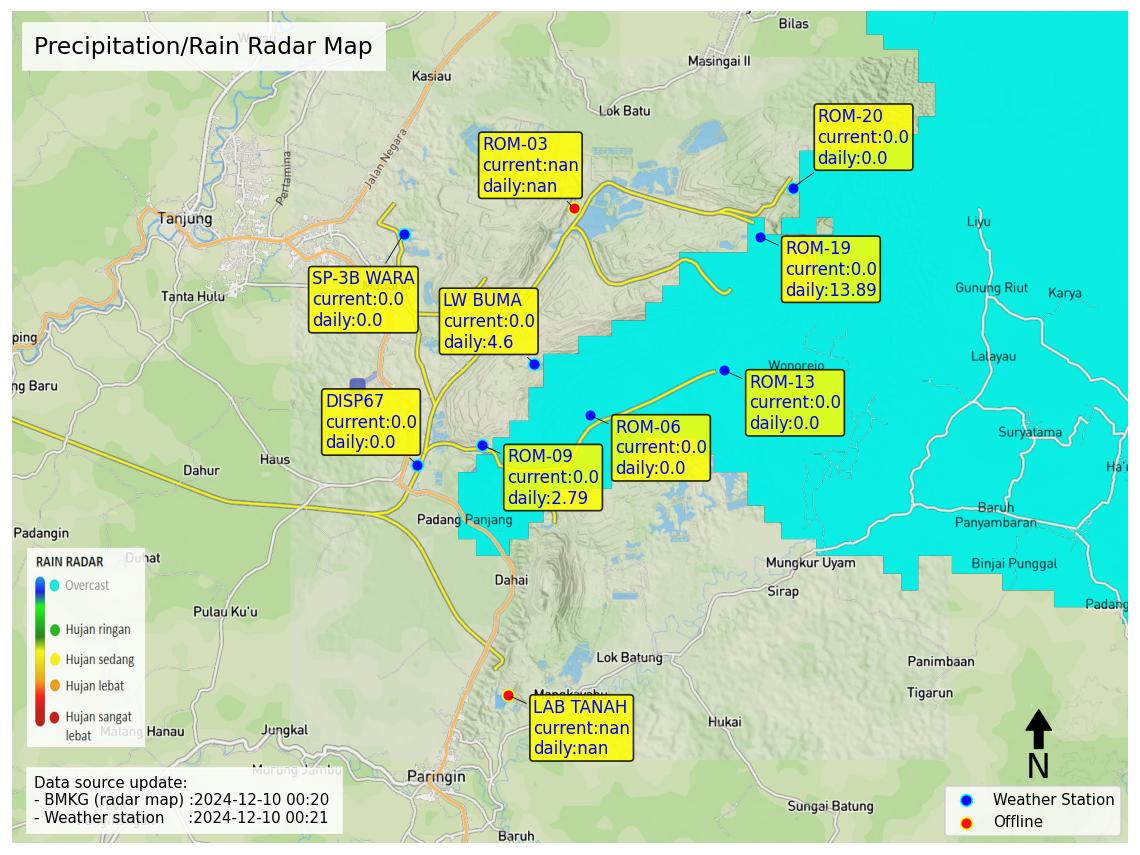 Precipitation/Rain Radar Map
Bilas
Masingai II
Kasiau
Lok Batu
Jalan Negara
Pertamina
Tanjung
Tanta Hulu
ROM-03
current:nan
daily:nan
ROM-20
current:0.0
daily:0.0
ROM-19
current:0.0
daily:13.89
SP-3B WARA
current:0.0
daily:0.0
LW BUMA
current:0.0
daily:4.6
Liyu
Gunung Riut
Karya
Lalayau
Wonorejo
ROM-13
current:0.0
daily:0.0
DISP67
current:0.0
daily:0.0
ROM-06
current:0.0
daily:0.0
ROM-09
current:0.0
daily:2.79
ping
ng Baru
Suryatama
Ha'u
Haus
Dahur
Padang Panjang
Baruh
Panyambaran
Padangin
Duhat
Mungkur Uyam
Binjai Punggal
Dahai
Sirap
Padang
Pulau Ku'u
RAIN RADAR
Overcast
Hujan ringan
Hujan sedang
Hujan lebat
Hujan sangat
lebat
Lok Batung
Panimbaan
Tigarun
Mangkayahu
LAB TANAH
current:nan
daily:nan
Hukai
Matang Hanau
Jungkal
Murung Jambu
Paringin
Sungai Batung
Baruh
N
Data source update:
- BMKG (radar map) :2024-12-10 00:20
- Weather station :2024-12-10 00:21
Weather Station
Offline